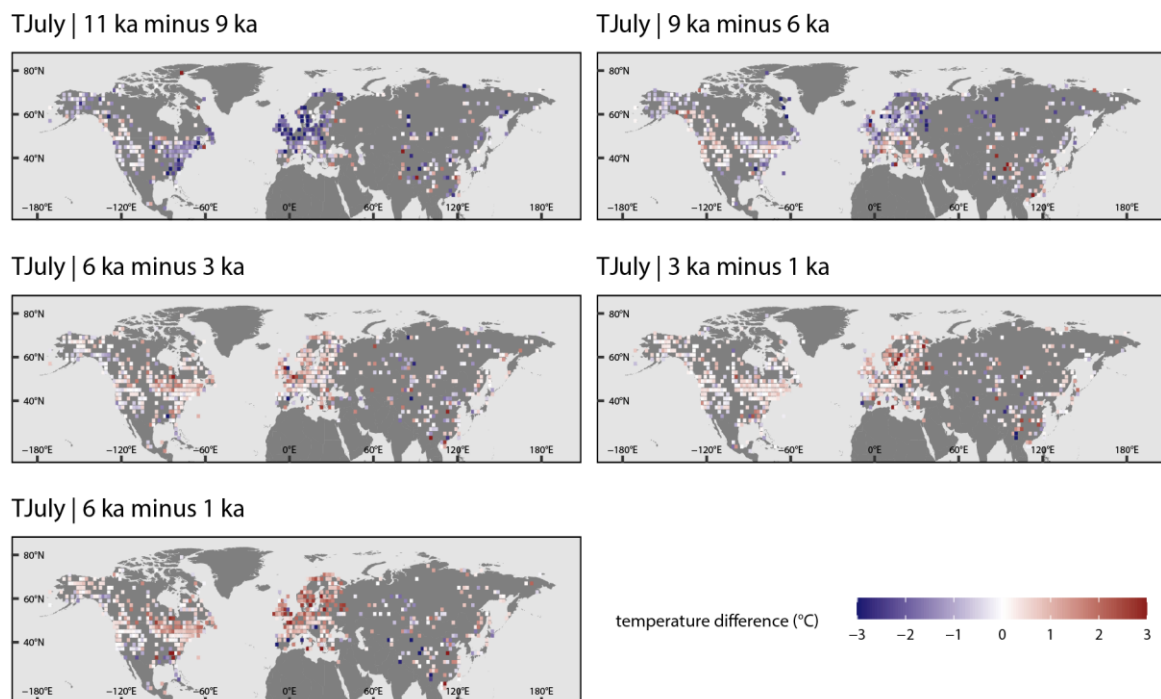 TJuly | 11 ka minus 9 ka
TJuly | 9 ka minus 6 ka
80°N
60°N
40°N
−180°E −120°E −60°E 0°E 60°E 120°E 180°E
80°N
60°N
40°N
−180°E −120°E −60°E 0°E 60°E 120°E 180°E
TJuly | 6 ka minus 3 ka
TJuly | 3 ka minus 1 ka
80°N
60°N
40°N
−180°E −120°E −60°E 0°E 60°E 120°E 180°E
80°N
60°N
40°N
−180°E −120°E −60°E 0°E 60°E 120°E 180°E
TJuly | 6 ka minus 1 ka
80°N
60°N
40°N
−180°E −120°E −60°E 0°E 60°E 120°E 180°E
temperature difference (°C)
−3 −2 −1 0 1 2 3